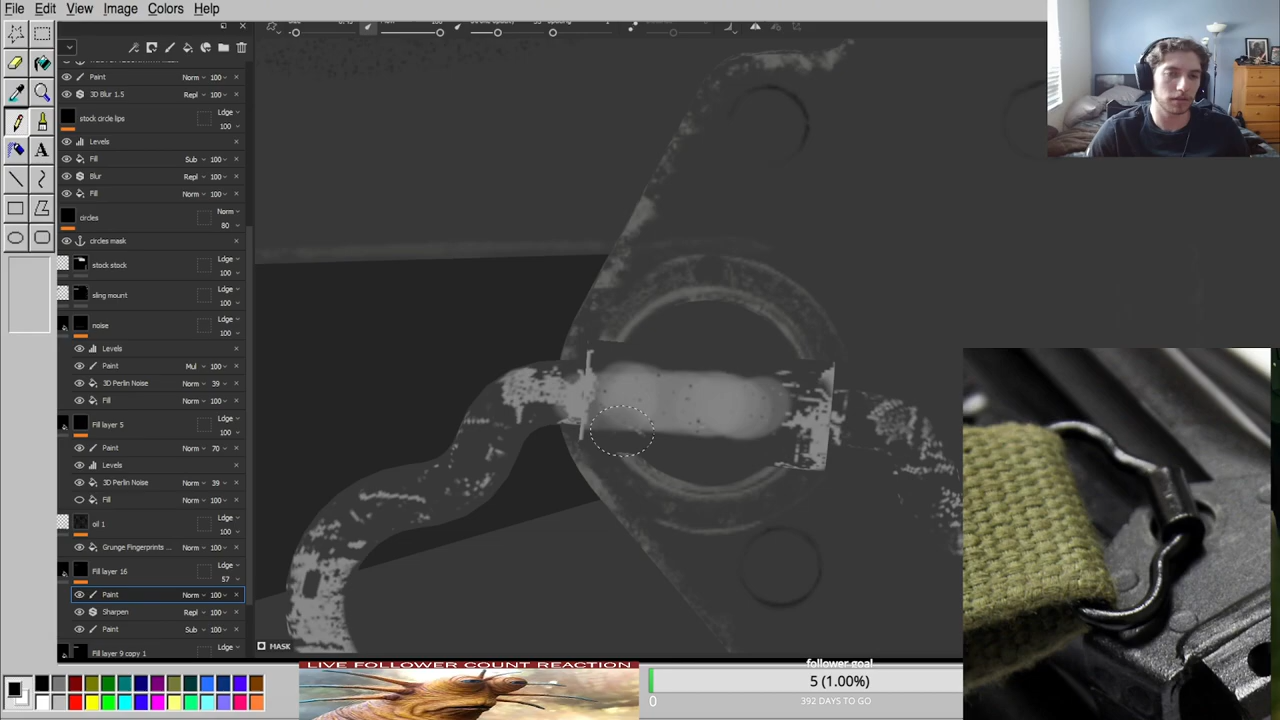 File Edit View Image Colors Help
Paint Norm 100
3D Blur 1.5 Repl 100
stock circle lips Ldge 100
Levels
Fill Sub 100
Blur Repl 100
Fill Norm 100
circles Norm 80
circles mask
stock stock Ldge 100
sling mount Ldge 100
noise Ldge 100
Levels
Paint Mul 100
3D Perlin Noise Norm 39
Fill Norm 100
Fill layer 5 Ldge 100
Paint Norm 70
Levels
3D Perlin Noise Norm 39
Fill Norm 100
oil 1 Ldge 100
Grunge Fingerprints ... Norm 100
Fill layer 16 Ldge 57
Paint Norm 100
Sharpen Repl 100
Paint Sub 100
Fill layer 9 copy 1 Ldge
MASK
LIVE FOLLOWER COUNT REACTION
follower goal
5 (1.00%)
0
392 DAYS TO GO